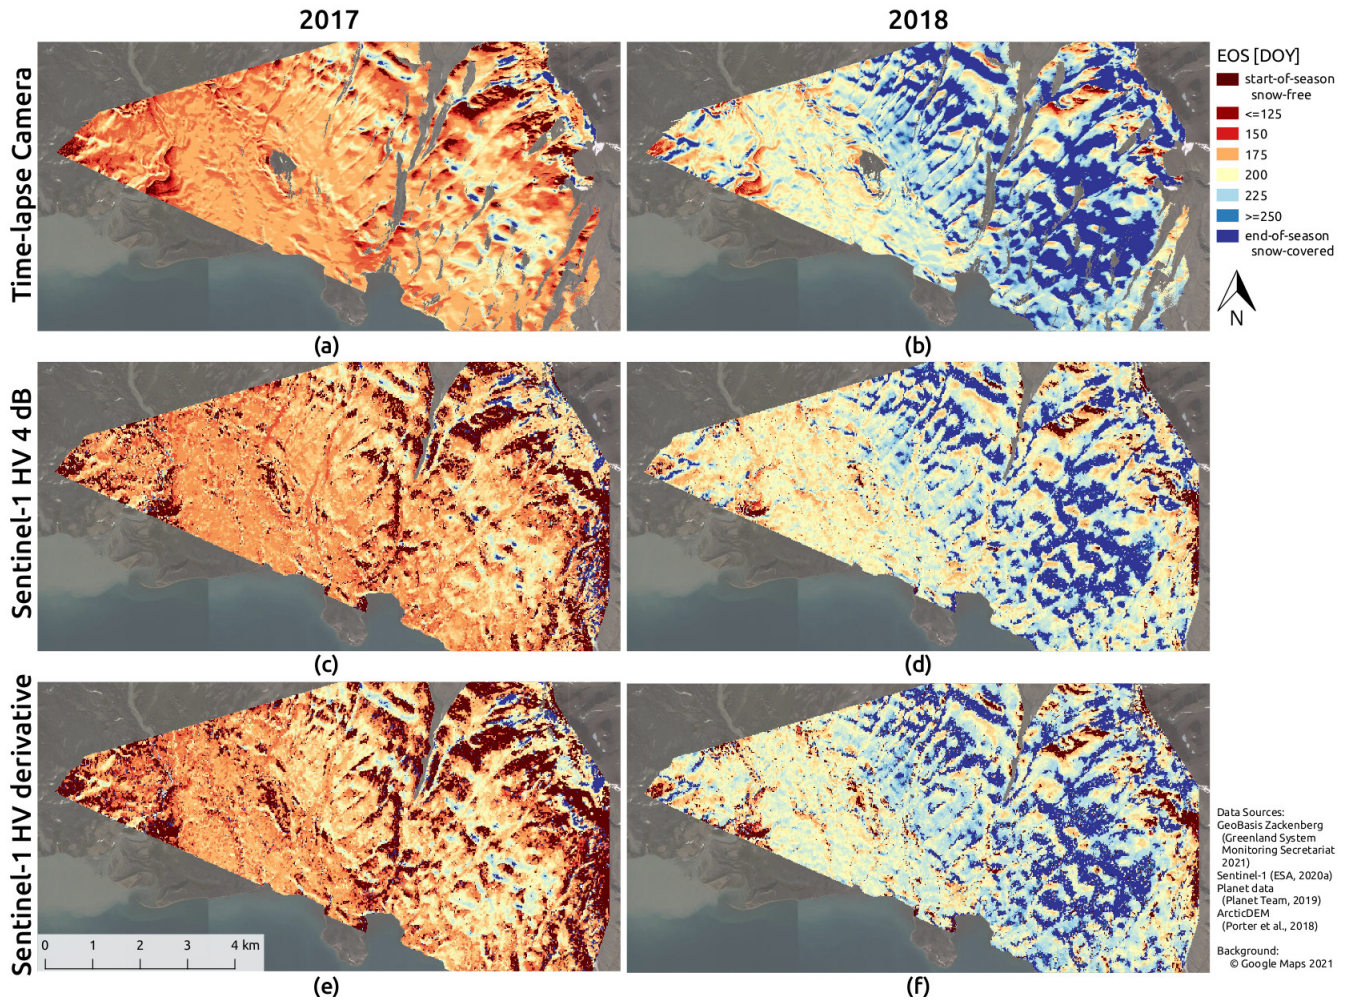 2017
2018
Time-lapse Camera
EOS [DOY]
start-of-season
snow-free
<=125
150
175
200
225
>=250
end-of-season
snow-covered
N
(a)
(b)
Sentinel-1 HV 4 dB
(c)
(d)
Sentinel-1 HV derivative
0 1 2 3 4 km
(e)
(f)
Data Sources:
GeoBasis Zackenberg
(Greenland System
Monitoring Secretariat
2021)
Sentinel-1 (ESA, 2020a)
Planet data
(Planet Team, 2019)
ArcticDEM
(Porter et al., 2018)
Background:
© Google Maps 2021